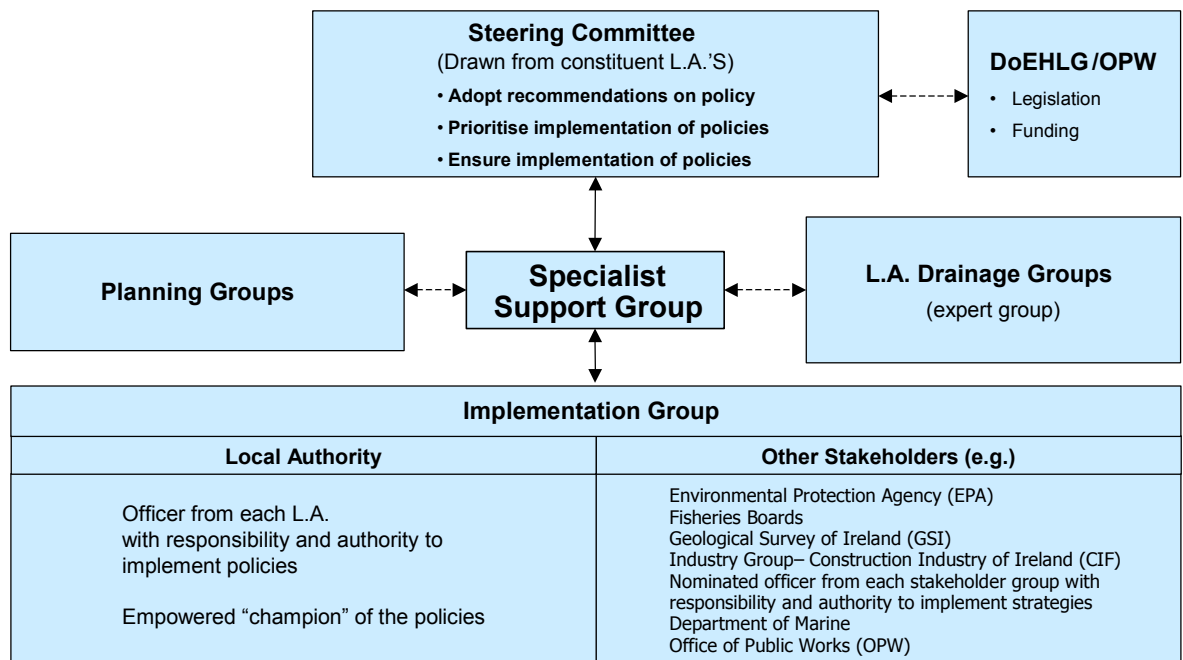 Steering Committee
(Drawn from constituent L.A.'S)
• Adopt recommendations on policy
• Prioritise implementation of policies
• Ensure implementation of policies
DoEHLG/OPW
• Legislation
• Funding
Planning Groups
Specialist
Support Group
L.A. Drainage Groups
(expert group)
Implementation Group
Local Authority
Officer from each L.A.
with responsibility and authority to
implement policies
Empowered “champion” of the policies
Other Stakeholders (e.g.)
Environmental Protection Agency (EPA)
Fisheries Boards
Geological Survey of Ireland (GSI)
Industry Group– Construction Industry of Ireland (CIF)
Nominated officer from each stakeholder group with
responsibility and authority to implement strategies
Department of Marine
Office of Public Works (OPW)